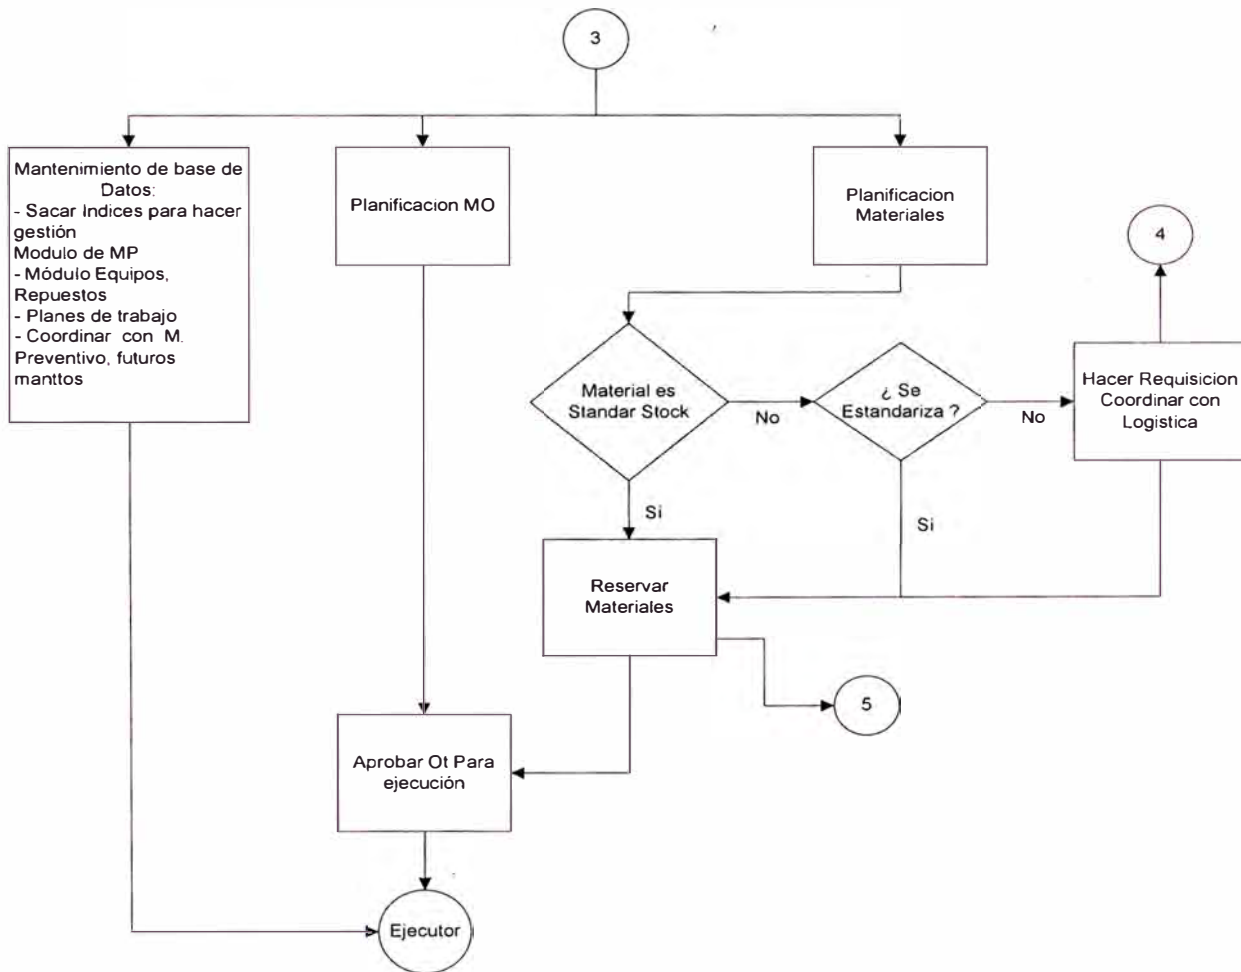 3
Mantenimiento de base de
Datos:
- Sacar Indices para hacer
gestión
Modulo de MP
- Módulo Equipos,
Repuestos
- Planes de trabajo
- Coordinar con M.
Preventivo, futuros
manttos
Planificacion MO
Planificacion
Materiales
4
Material es
Standar Stock
No
¿ Se
Estandariza ?
No
Hacer Requisicion
Coordinar con
Logistica
Si
Si
Reservar
Materiales
5
Aprobar Ot Para
ejecución
Ejecutor